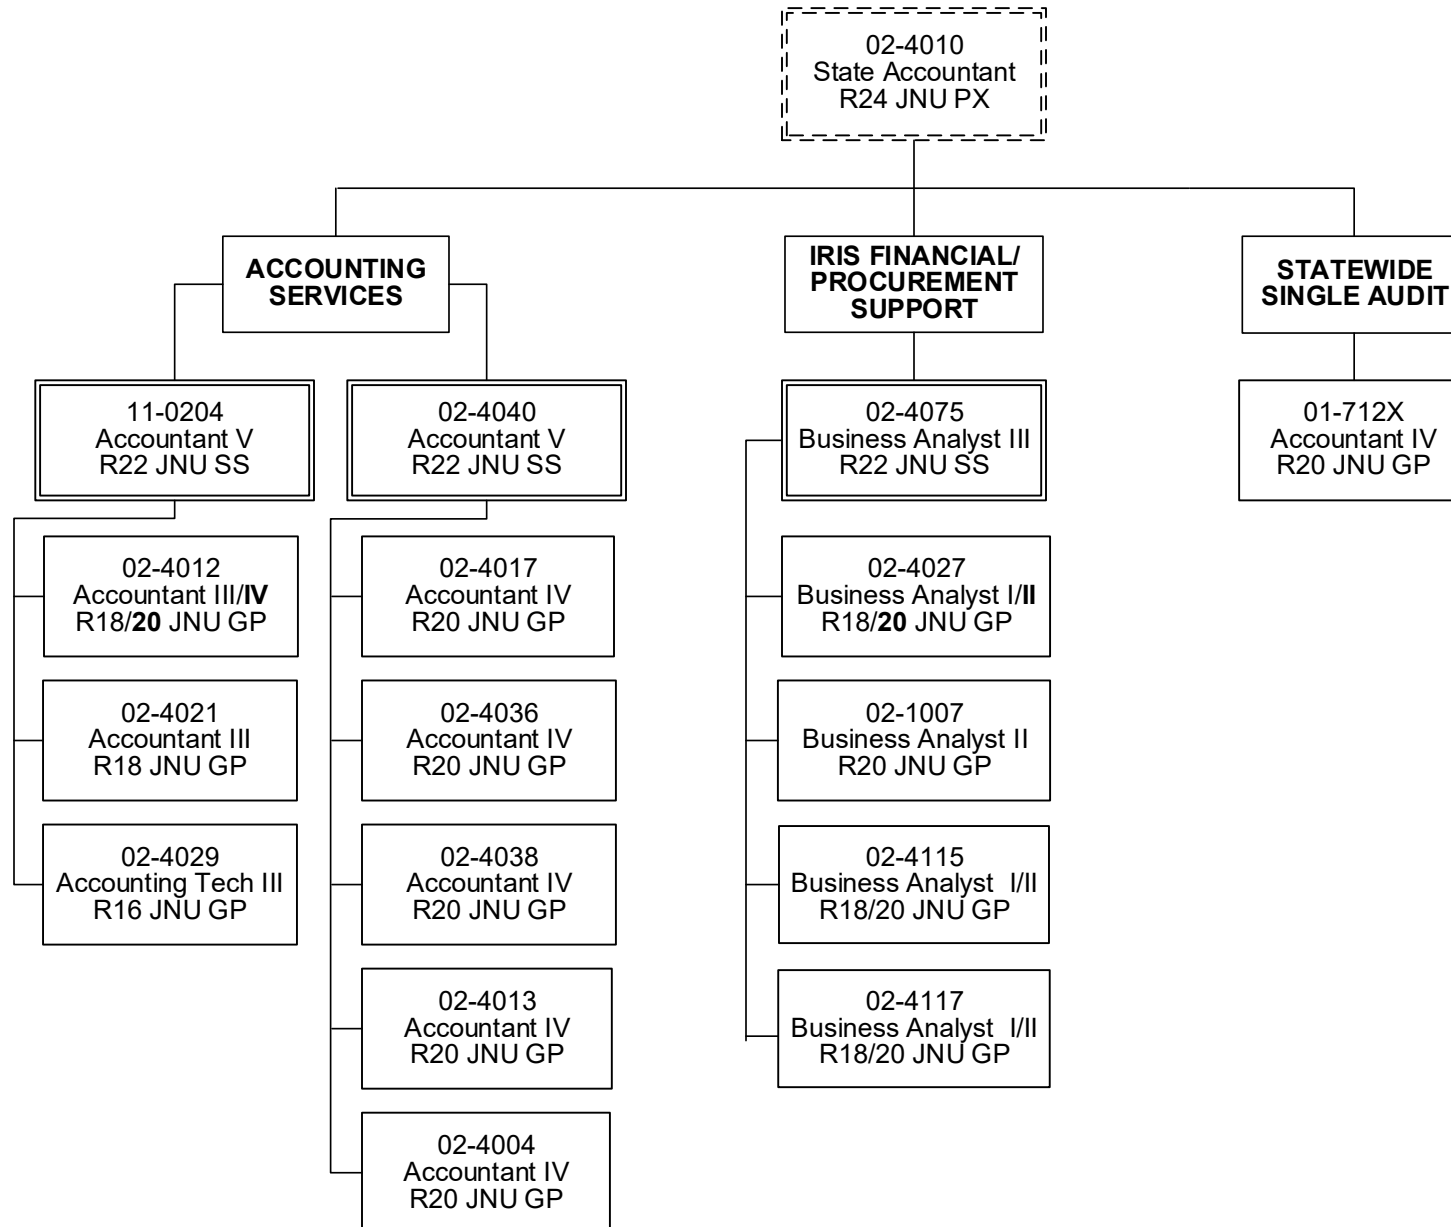 02-4010
State Accountant
R24 JNU PX
ACCOUNTING
SERVICES
IRIS FINANCIAL/
PROCUREMENT
SUPPORT
STATEWIDE
SINGLE AUDIT
11-0204
Accountant V
R22 JNU SS
02-4040
Accountant V
R22 JNU SS
02-4075
Business Analyst III
R22 JNU SS
01-712X
Accountant IV
R20 JNU GP
02-4012
Accountant III/IV
R18/20 JNU GP
02-4017
Accountant IV
R20 JNU GP
02-4027
Business Analyst I/II
R18/20 JNU GP
02-4021
Accountant III
R18 JNU GP
02-4036
Accountant IV
R20 JNU GP
02-1007
Business Analyst II
R20 JNU GP
02-4029
Accounting Tech III
R16 JNU GP
02-4038
Accountant IV
R20 JNU GP
02-4115
Business Analyst  I/II
R18/20 JNU GP
02-4013
Accountant IV
R20 JNU GP
02-4117
Business Analyst  I/II
R18/20 JNU GP
02-4004
Accountant IV
R20 JNU GP